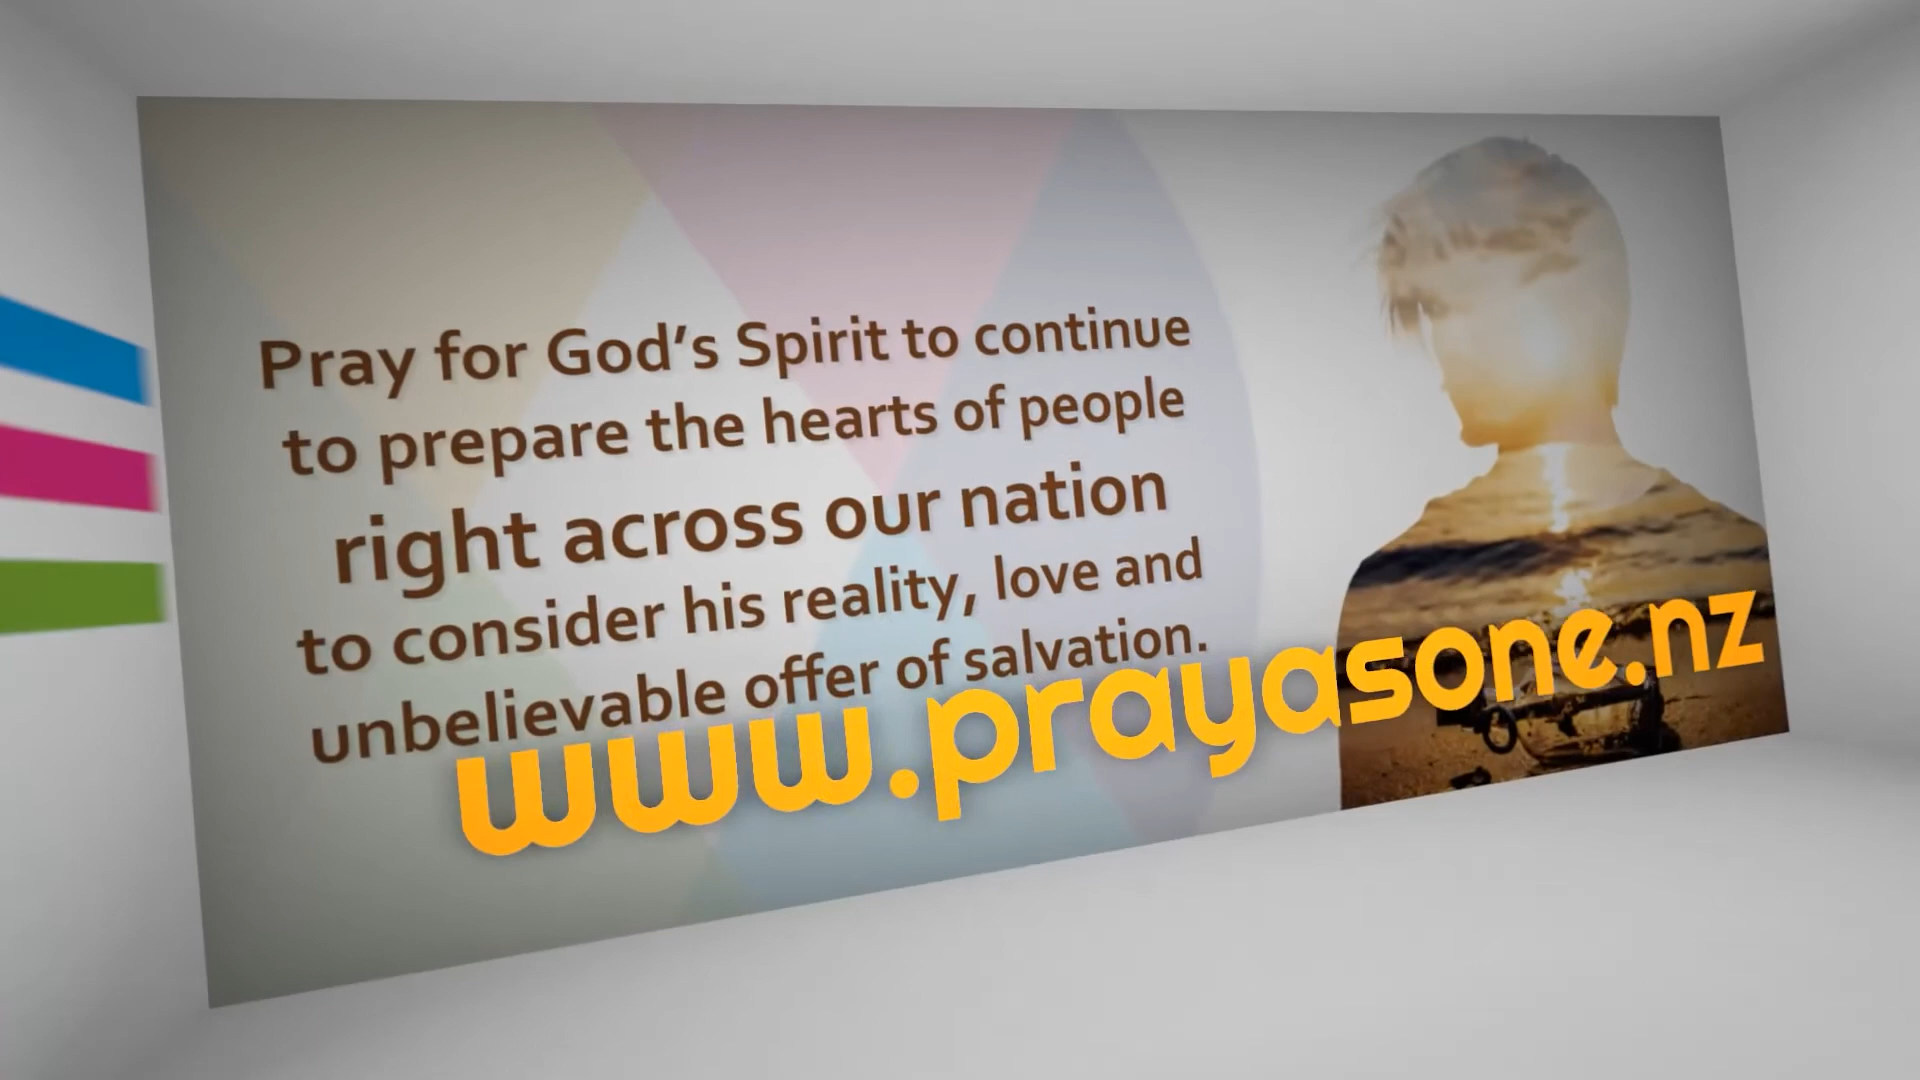 Pray for God's Spirit to continue
to prepare the hearts of people
right across our nation
to consider his reality, love and
unbelievable offer of salvation.
www.prayasone.nz